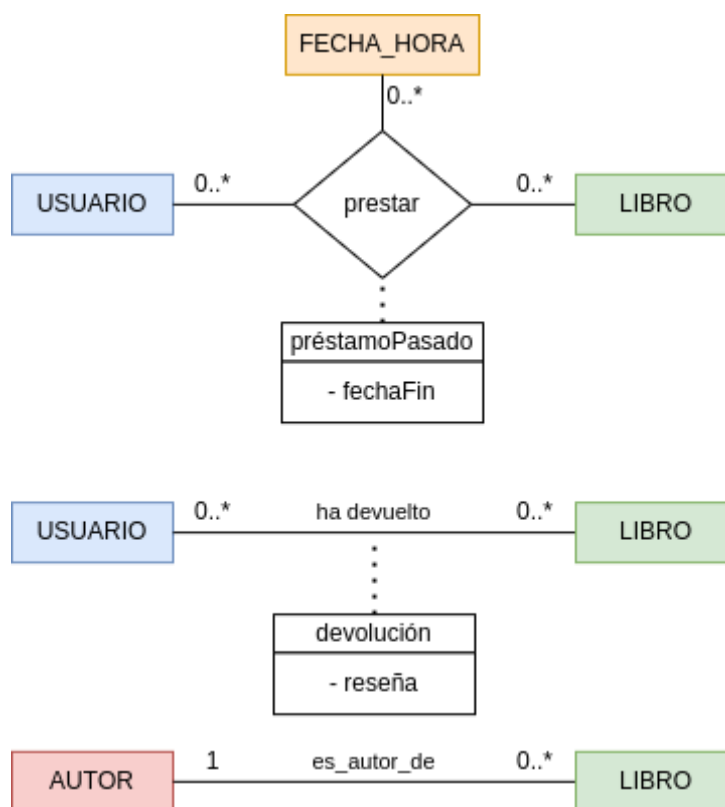 FECHA_HORA
0..*
USUARIO
0..*
prestar
0..*
LIBRO
préstamoPasado
- fechaFin
USUARIO
0..*
ha devuelto
0..*
LIBRO
devolución
- reseña
AUTOR
1
es_autor_de
0..*
LIBRO